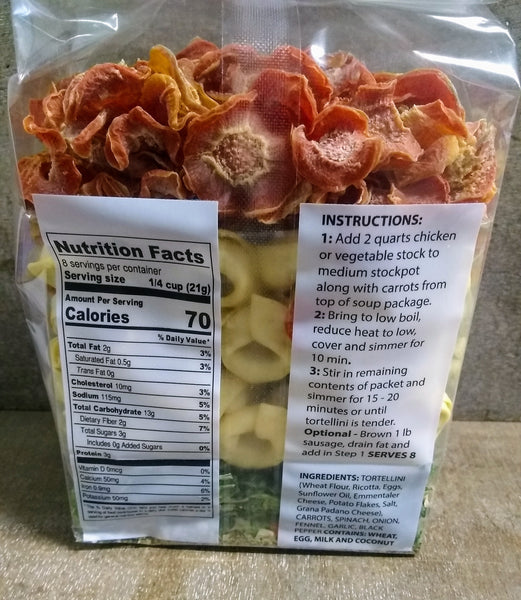 Nutrition Facts
8 servings per container
Serving size 1/4 cup (21g)
Amount Per Serving
Calories 70
% Daily Value*
Total Fat 2g 3%
Saturated Fat 0.5g 3%
Trans Fat 0g
Cholesterol 10mg 3%
Sodium 115mg 5%
Total Carbohydrate 13g 5%
Dietary Fiber 2g 7%
Total Sugars 3g
Includes 0g Added Sugars 0%
Protein 3g
Vitamin D 0mcg 0%
Calcium 50mg 4%
Iron 0.9mg 6%
Potassium 50mg 2%
INSTRUCTIONS:
1: Add 2 quarts chicken
or vegetable stock to
medium stockpot
along with carrots from
top of soup package.
2: Bring to low boil,
reduce heat to low,
cover and simmer for
10 min.
3: Stir in remaining
contents of packet and
simmer for 15 - 20
minutes or until
tortellini is tender.
Optional - Brown 1 lb
sausage, drain fat and
add in Step 1 SERVES 8
INGREDIENTS: TORTELLINI
(Wheat Flour, Ricotta, Eggs,
Sunflower Oil, Emmentaler
Cheese, Potato Flakes, Salt,
Grana Padano Cheese),
CARROTS, SPINACH, ONION,
FENNEL, GARLIC, BLACK
PEPPER CONTAINS: WHEAT,
EGG, MILK AND COCONUT